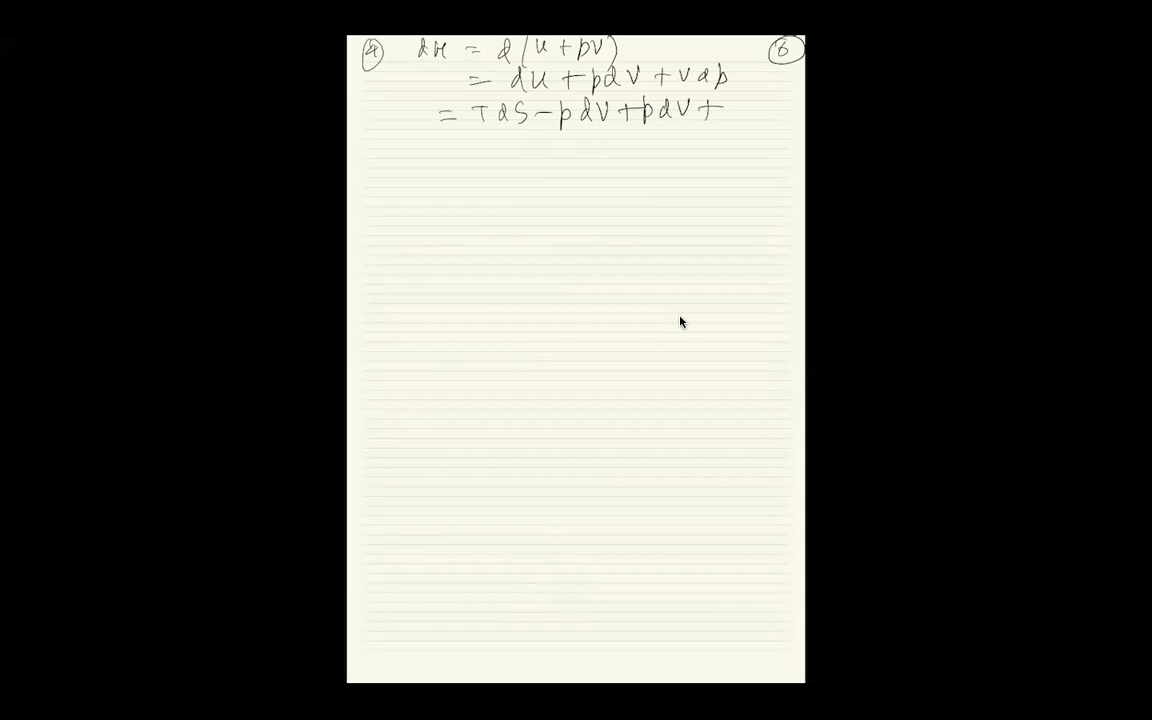 ④ dH = d(u + pV) ⑥
= du + pdV + Vdp
= TdS - pdV + pdV +